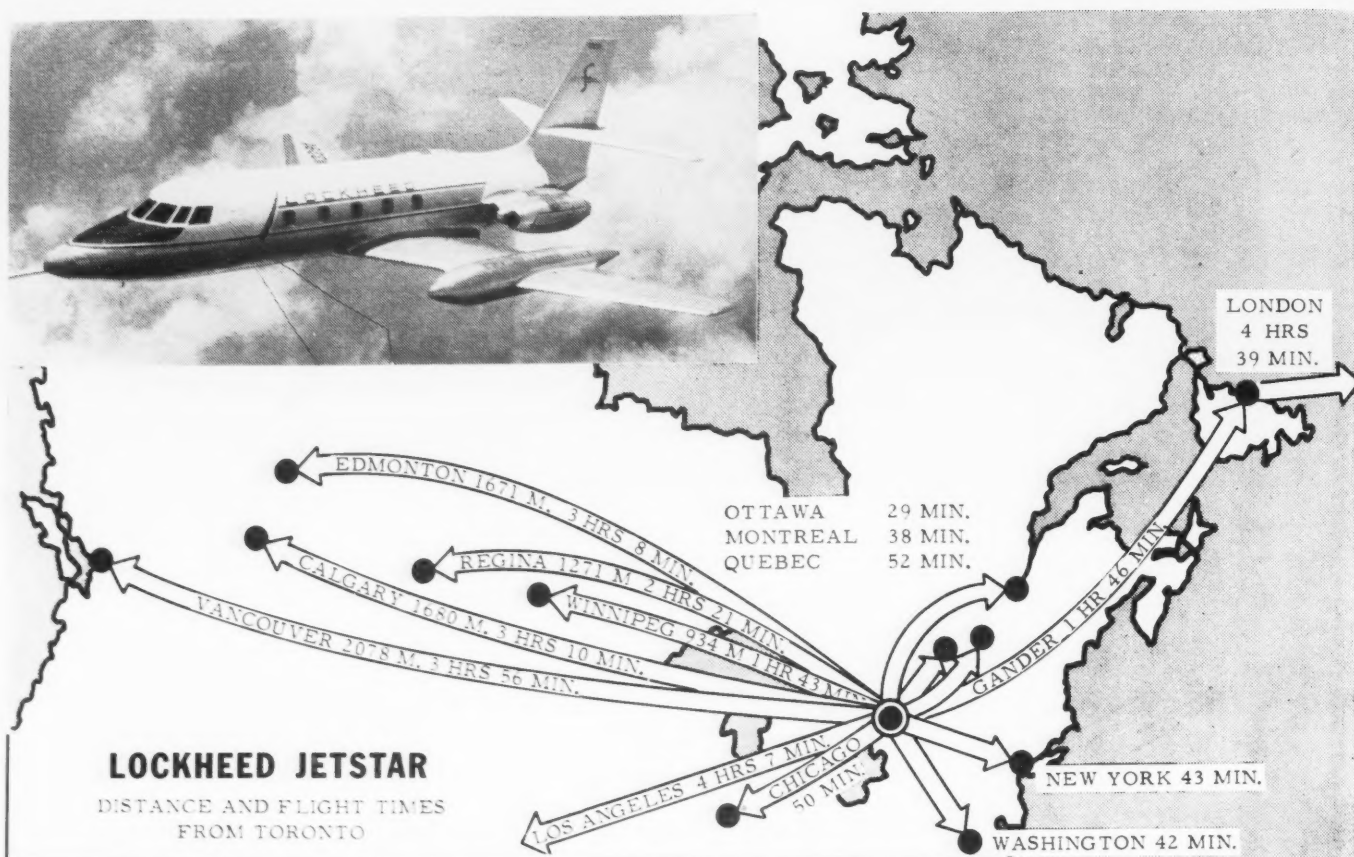 LOCKHEED
LONDON
4 HRS
39 MIN.
EDMONTON 1671 M. 3 HRS 8 MIN.
OTTAWA 29 MIN.
MONTREAL 38 MIN.
QUEBEC 52 MIN.
REGINA 1271 M 2 HRS 21 MIN.
CALGARY 1680 M. 3 HRS 10 MIN.
WINNIPEG 934 M 1 HR 43 MIN
VANCOUVER 2078 M. 3 HRS 56 MIN.
GANDER 1 HR 46 MIN.
LOCKHEED JETSTAR
DISTANCE AND FLIGHT TIMES
FROM TORONTO
LOS ANGELES 4 HRS 7 MIN.
CHICAGO
50 MIN.
NEW YORK 43 MIN.
WASHINGTON 42 MIN.